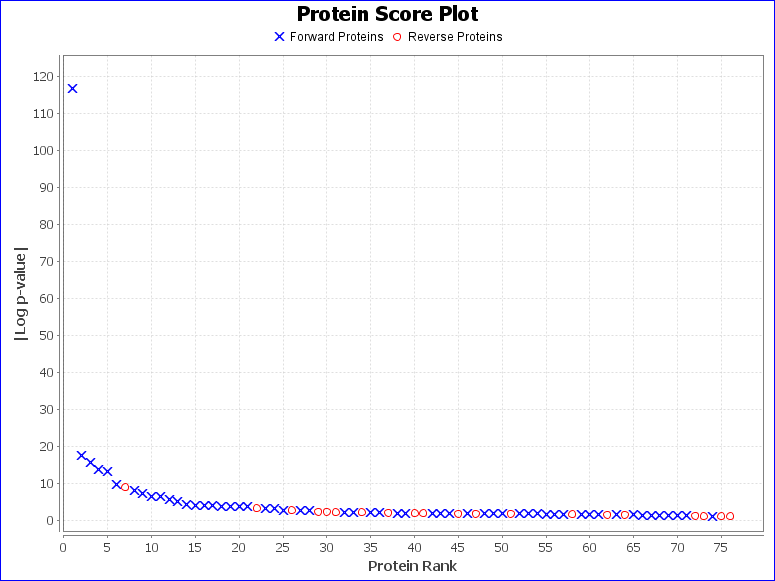 Protein Score Plot
Forward Proteins Reverse Proteins
120
110
100
90
80
70
60
50
40
30
20
10
0
|Log p-value|
0 5 10 15 20 25 30 35 40 45 50 55 60 65 70 75
Protein Rank